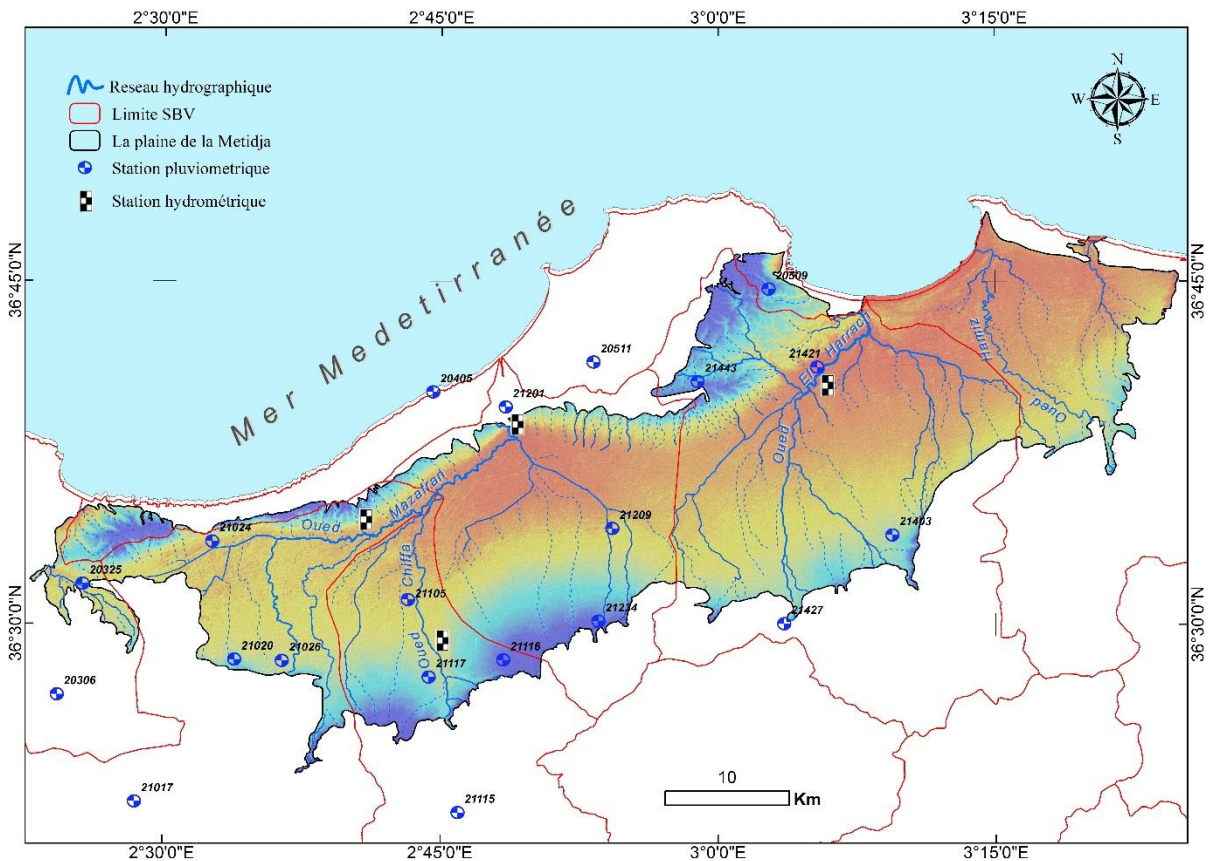 2°30'0"E
2°45'0"E
3°0'0"E
3°15'0"E
Reseau hydrographique
Limite SBV
La plaine de la Metidja
Station pluviometrique
Station hydrométrique
N
W
E
S
Mer Medetirranée
36°45'0"N
36°45'0"N
20509
20511
21421
21443
20405
21201
El Harrach
Oued
Hamiz
Oued
Mazafran
Oued
21024
21209
21403
20325
Chiffa
Oued
21105
21234
21427
36°30'0"N
36°30'0"N
21020
21026
21116
21117
20306
21017
21115
10
Km
2°30'0"E
2°45'0"E
3°0'0"E
3°15'0"E